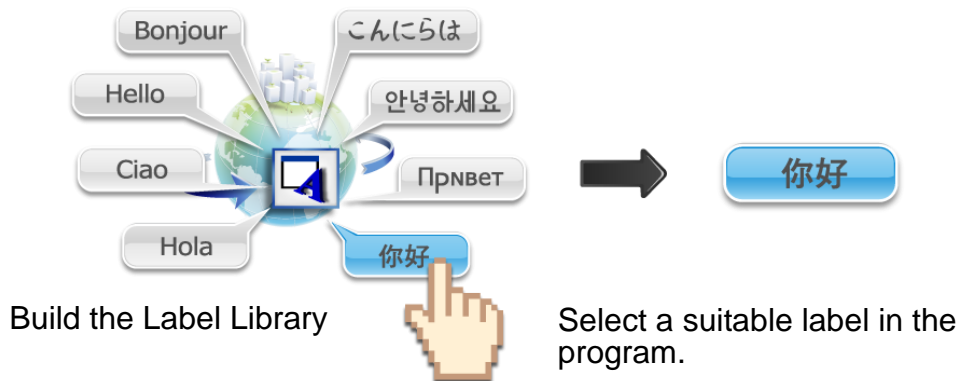 Bonjour
こんにらは
Hello
안녕하세요
Ciao
ПрNвет
Hola
你好
你好
Build the Label Library
Select a suitable label in the
program.